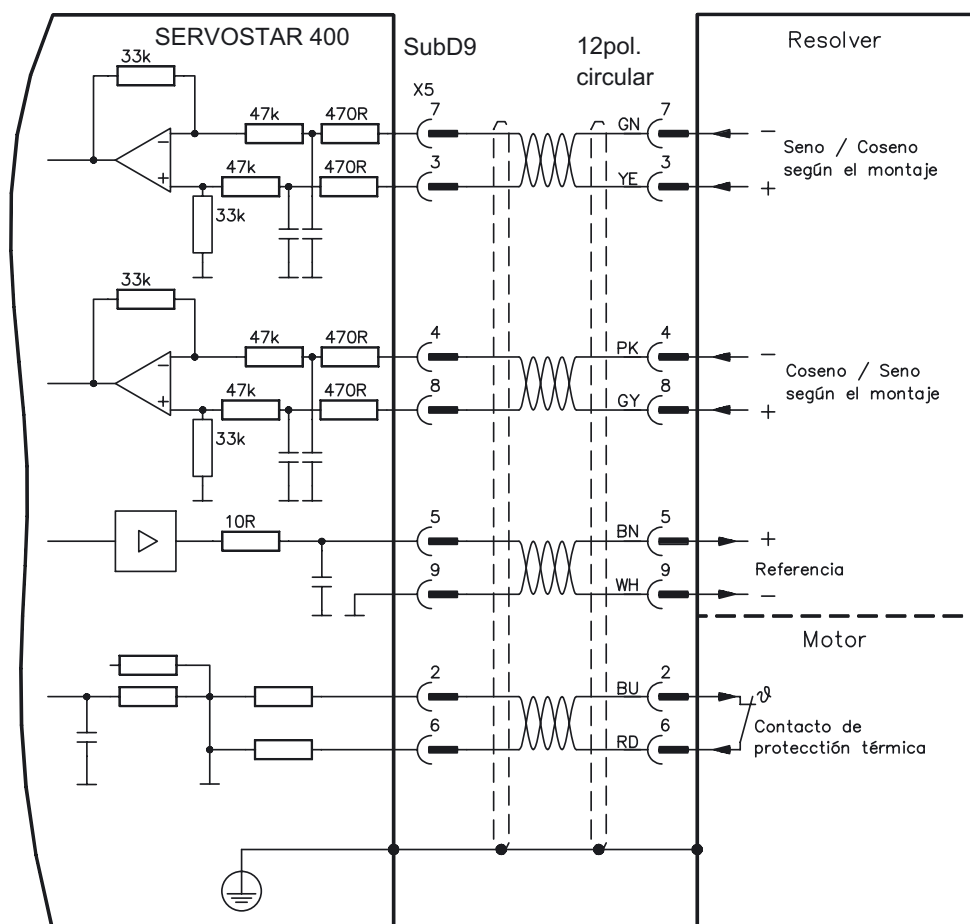 SERVOSTAR 400
SubD9
12pol.
circular
Resolver
X5
33k
47k
470R
7
GN
7
−
Seno / Coseno
según el montaje
47k
470R
3
YE
3
+
33k
33k
47k
470R
4
PK
4
−
Coseno / Seno
según el montaje
47k
470R
8
GY
8
+
33k
10R
5
BN
5
+
Referencia
9
WH
9
−
Motor
2
BU
2
ϑ
Contacto de
protecctión térmica
6
RD
6